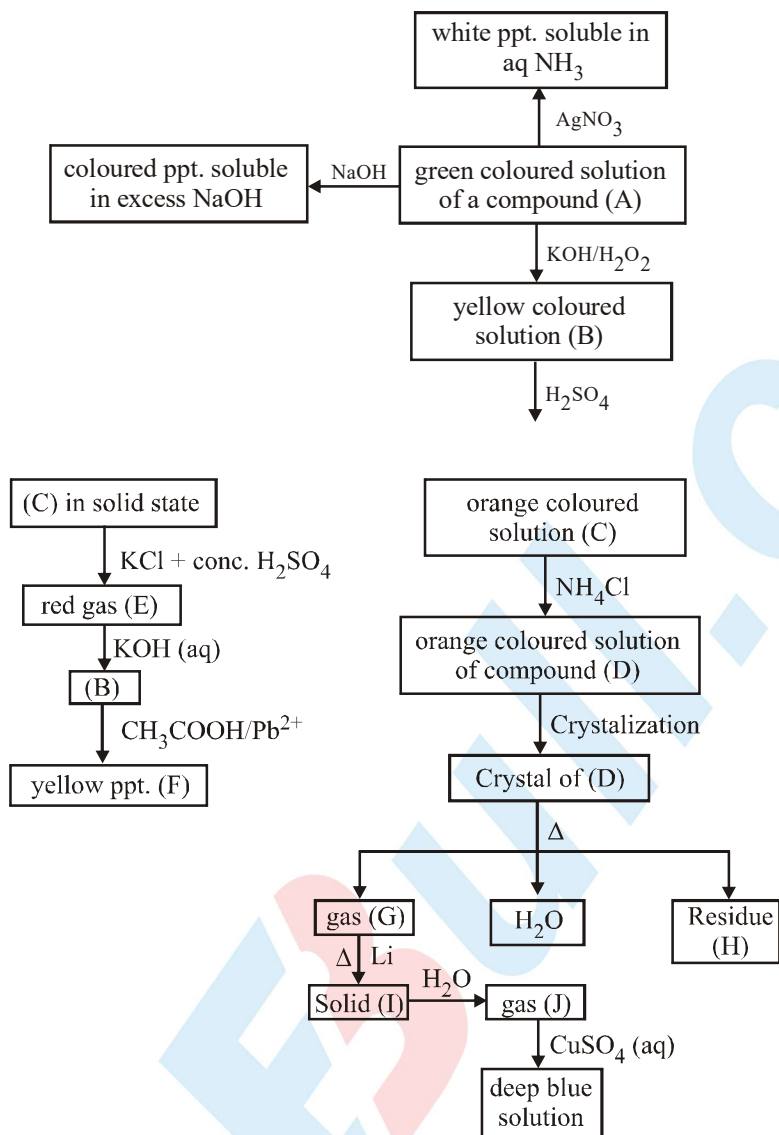 white ppt. soluble in
aq NH3
AgNO3
coloured ppt. soluble
in excess NaOH
NaOH
green coloured solution
of a compound (A)
KOH/H2O2
yellow coloured
solution (B)
H2SO4
(C) in solid state
KCl + conc. H2SO4
red gas (E)
KOH (aq)
(B)
CH3COOH/Pb2+
yellow ppt. (F)
orange coloured
solution (C)
NH4Cl
orange coloured solution
of compound (D)
Crystalization
Crystal of (D)
Δ
gas (G)
H2O
Residue
(H)
Δ Li
Solid (I)
H2O
gas (J)
CuSO4 (aq)
deep blue
solution